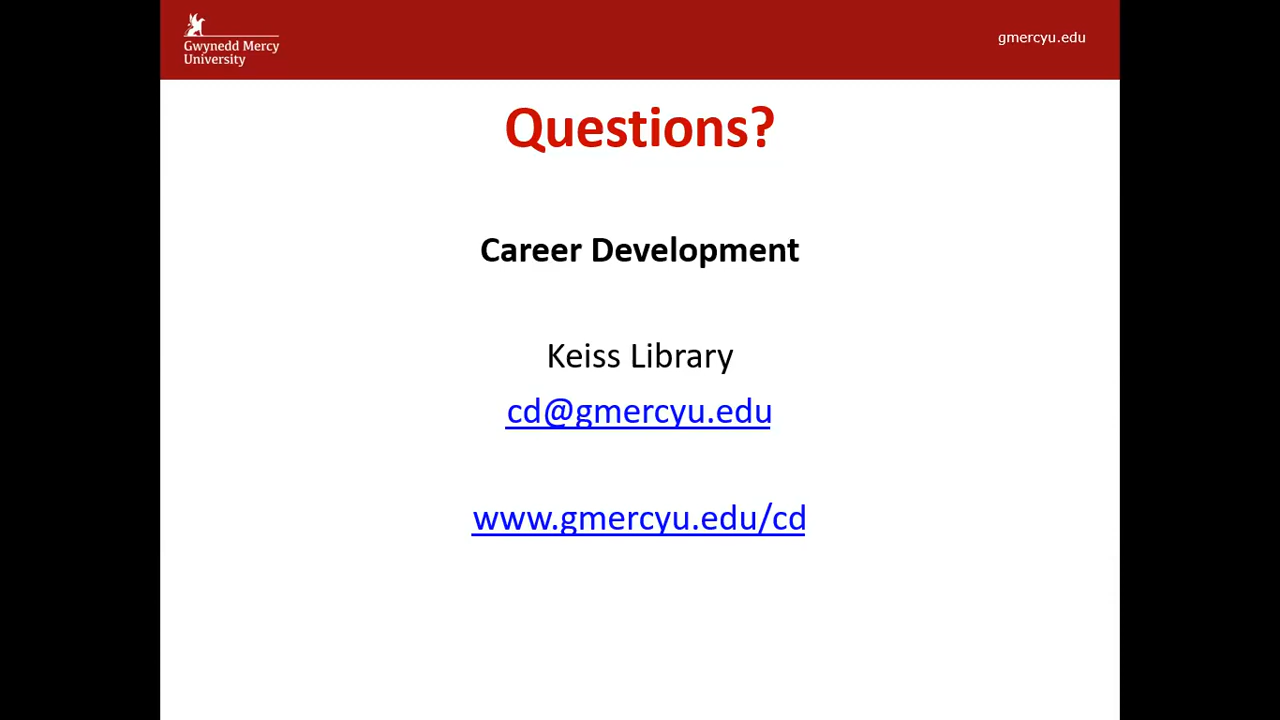 Gwynedd Mercy
University
gmercyu.edu
Questions?
Career Development
Keiss Library
cd@gmercyu.edu
www.gmercyu.edu/cd